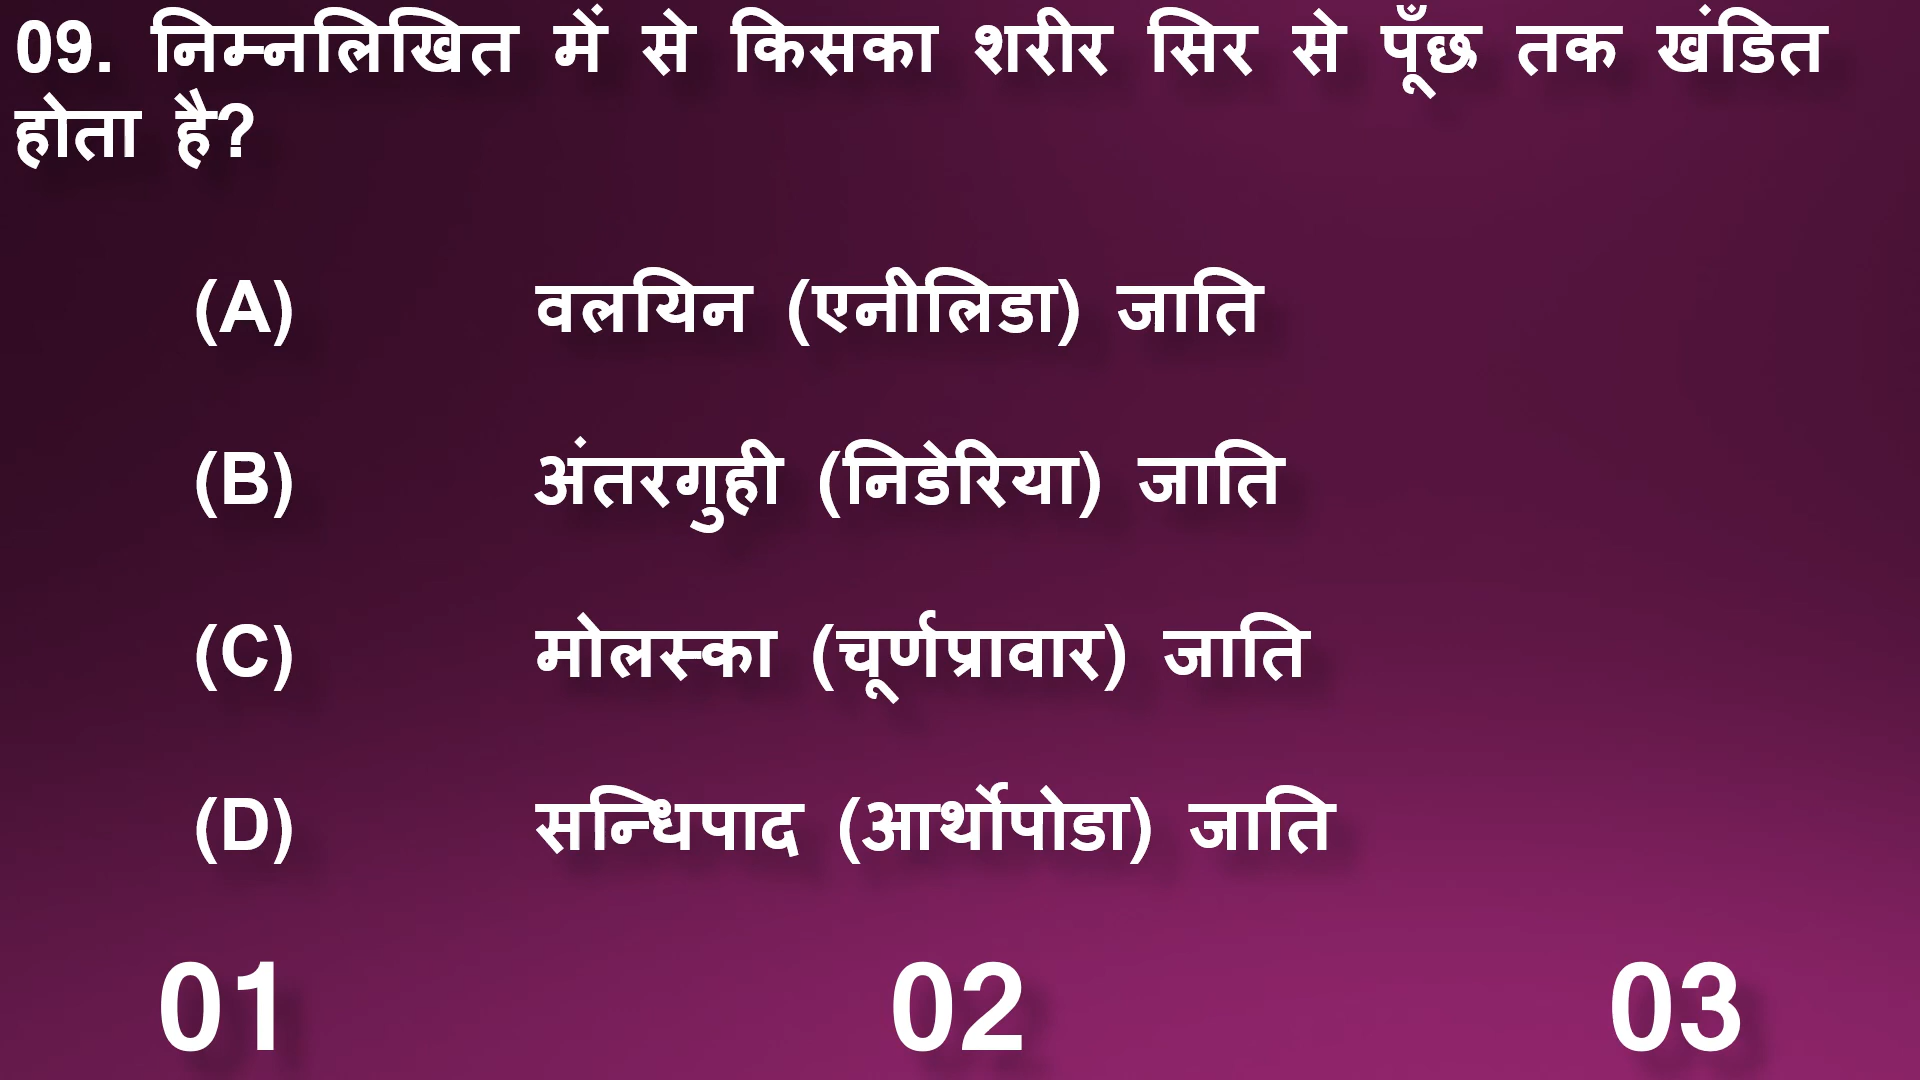 09. निम्नलिखित में से किसका शरीर सिर से पूँछ तक खंडित
होता है?
(A) वलयिन (एनीलिडा) जाति
(B) अंतरगुही (निडेरिया) जाति
(C) मोलस्का (चूर्णप्रावार) जाति
(D) सन्धिपाद (आर्थोपोडा) जाति
01 02 03